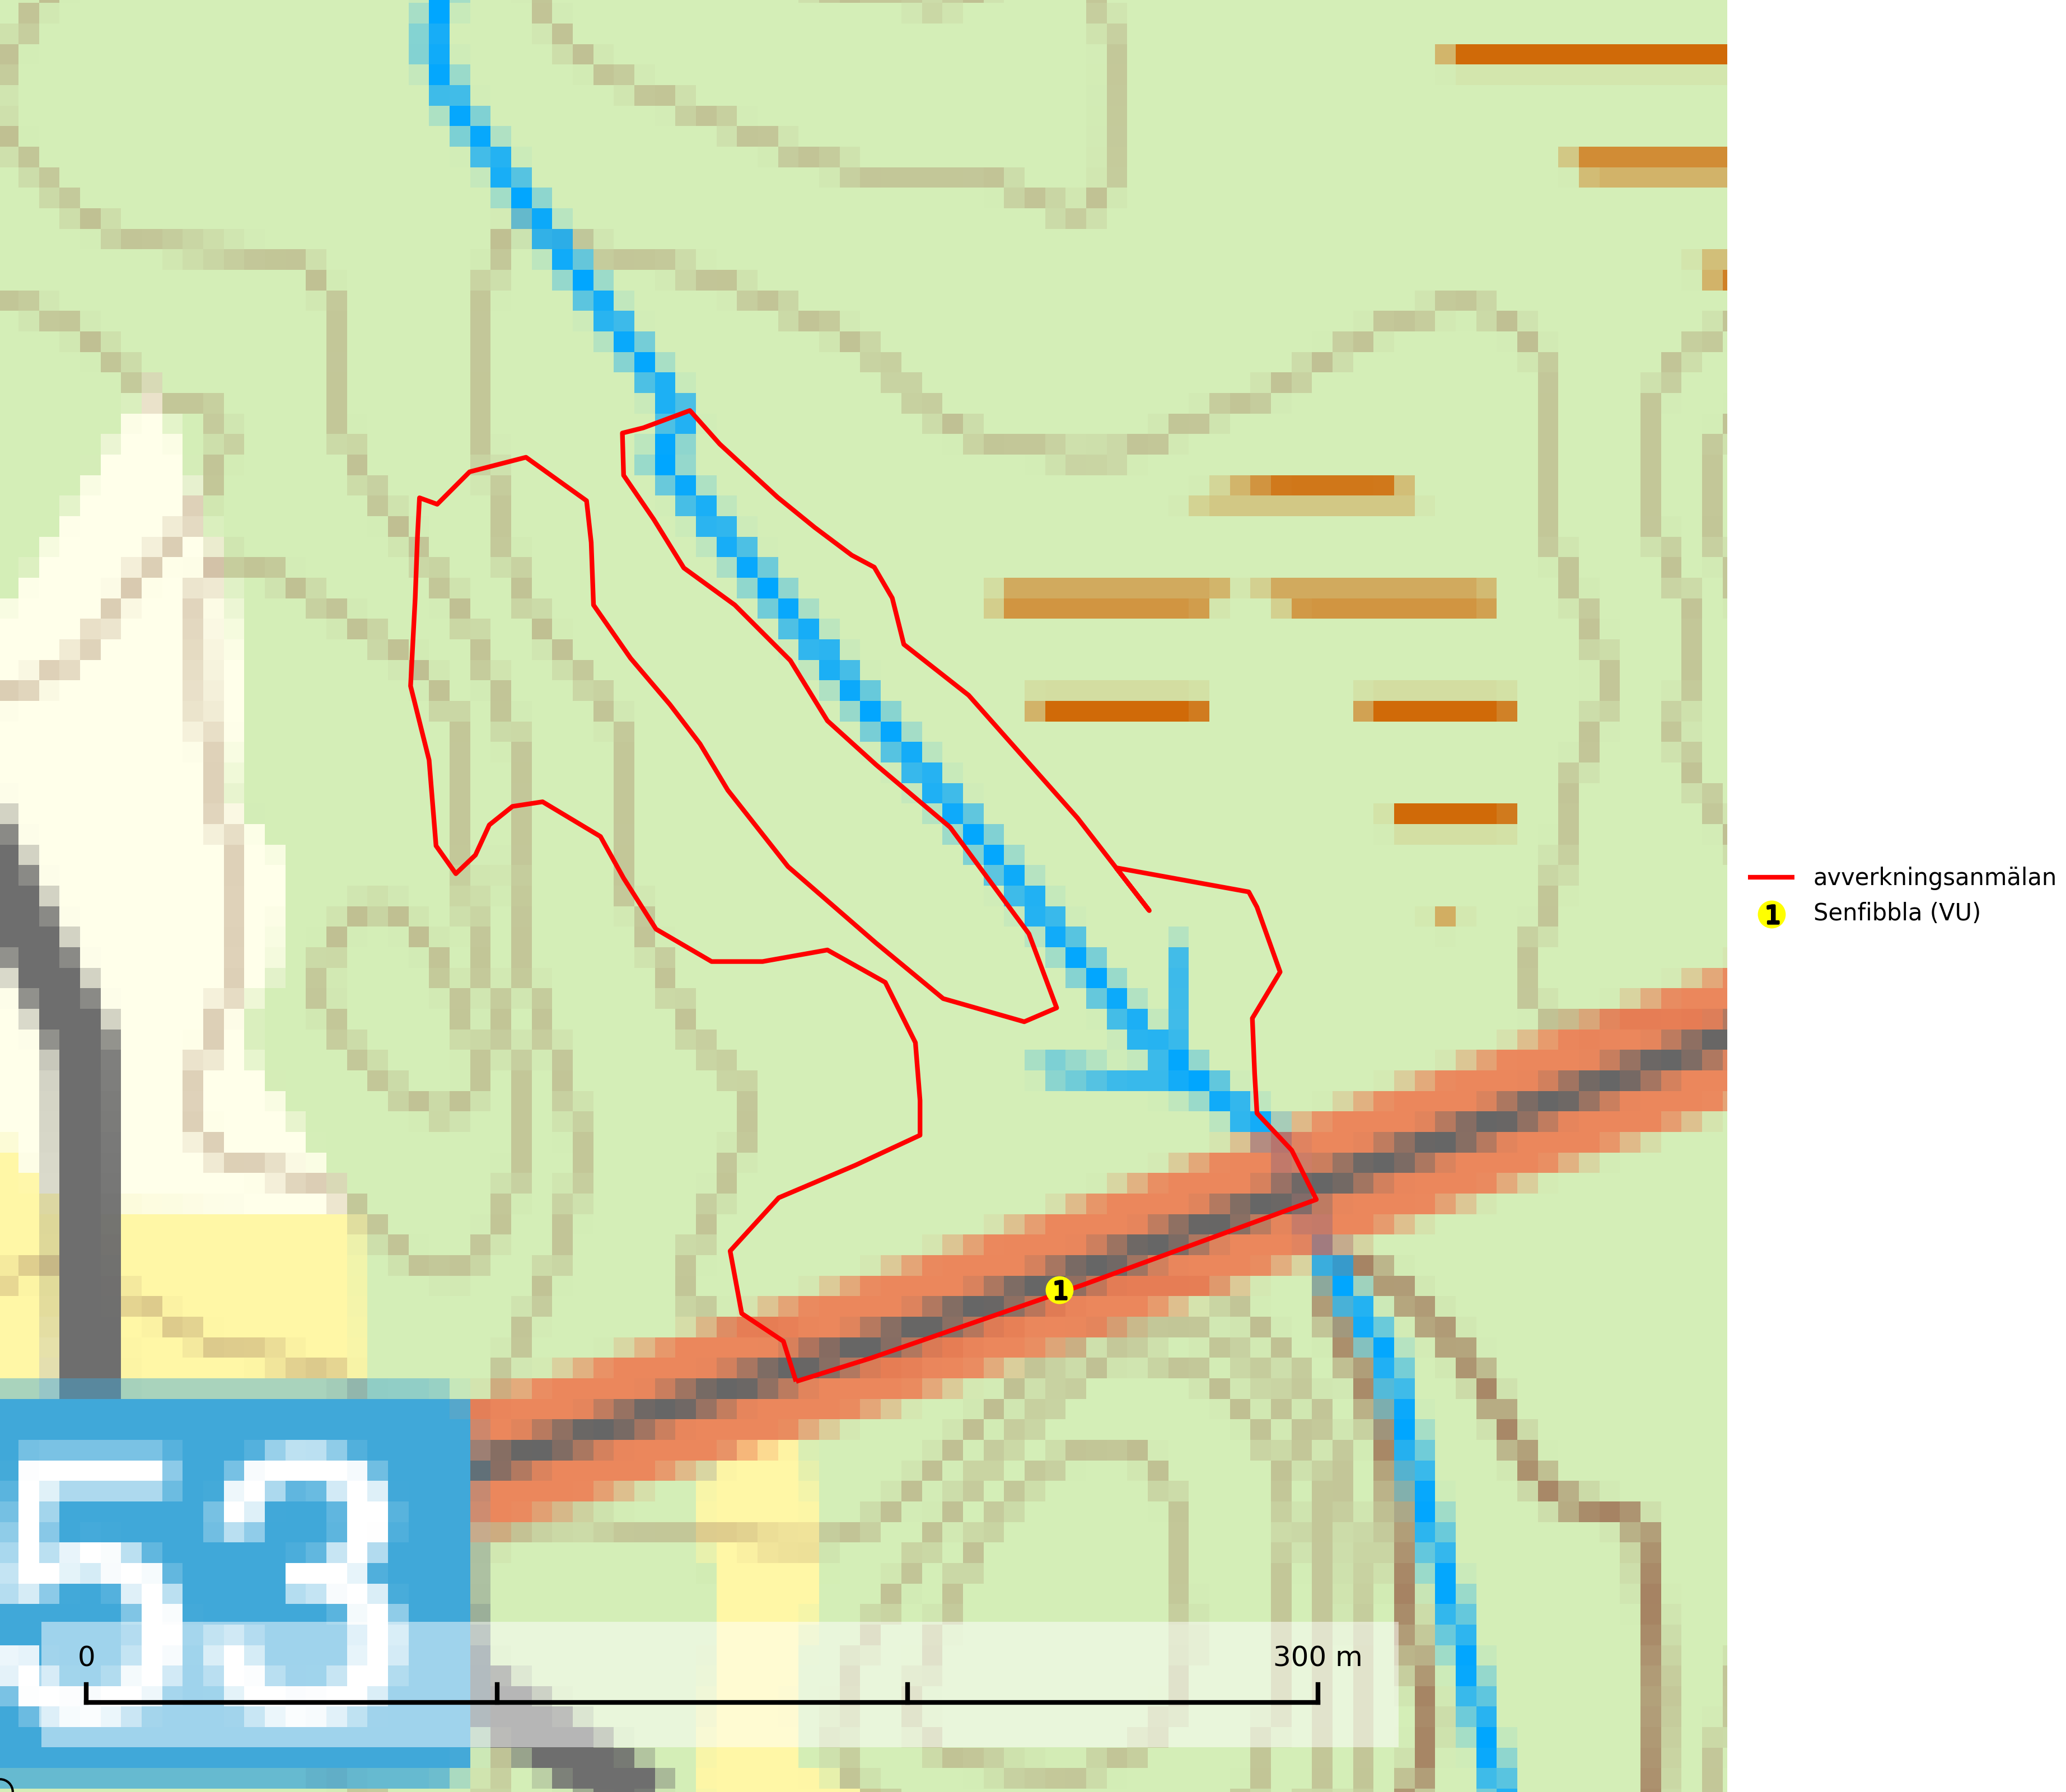 avverkningsanmälan
1 Senfibbla (VU)
1
53
0 300 m